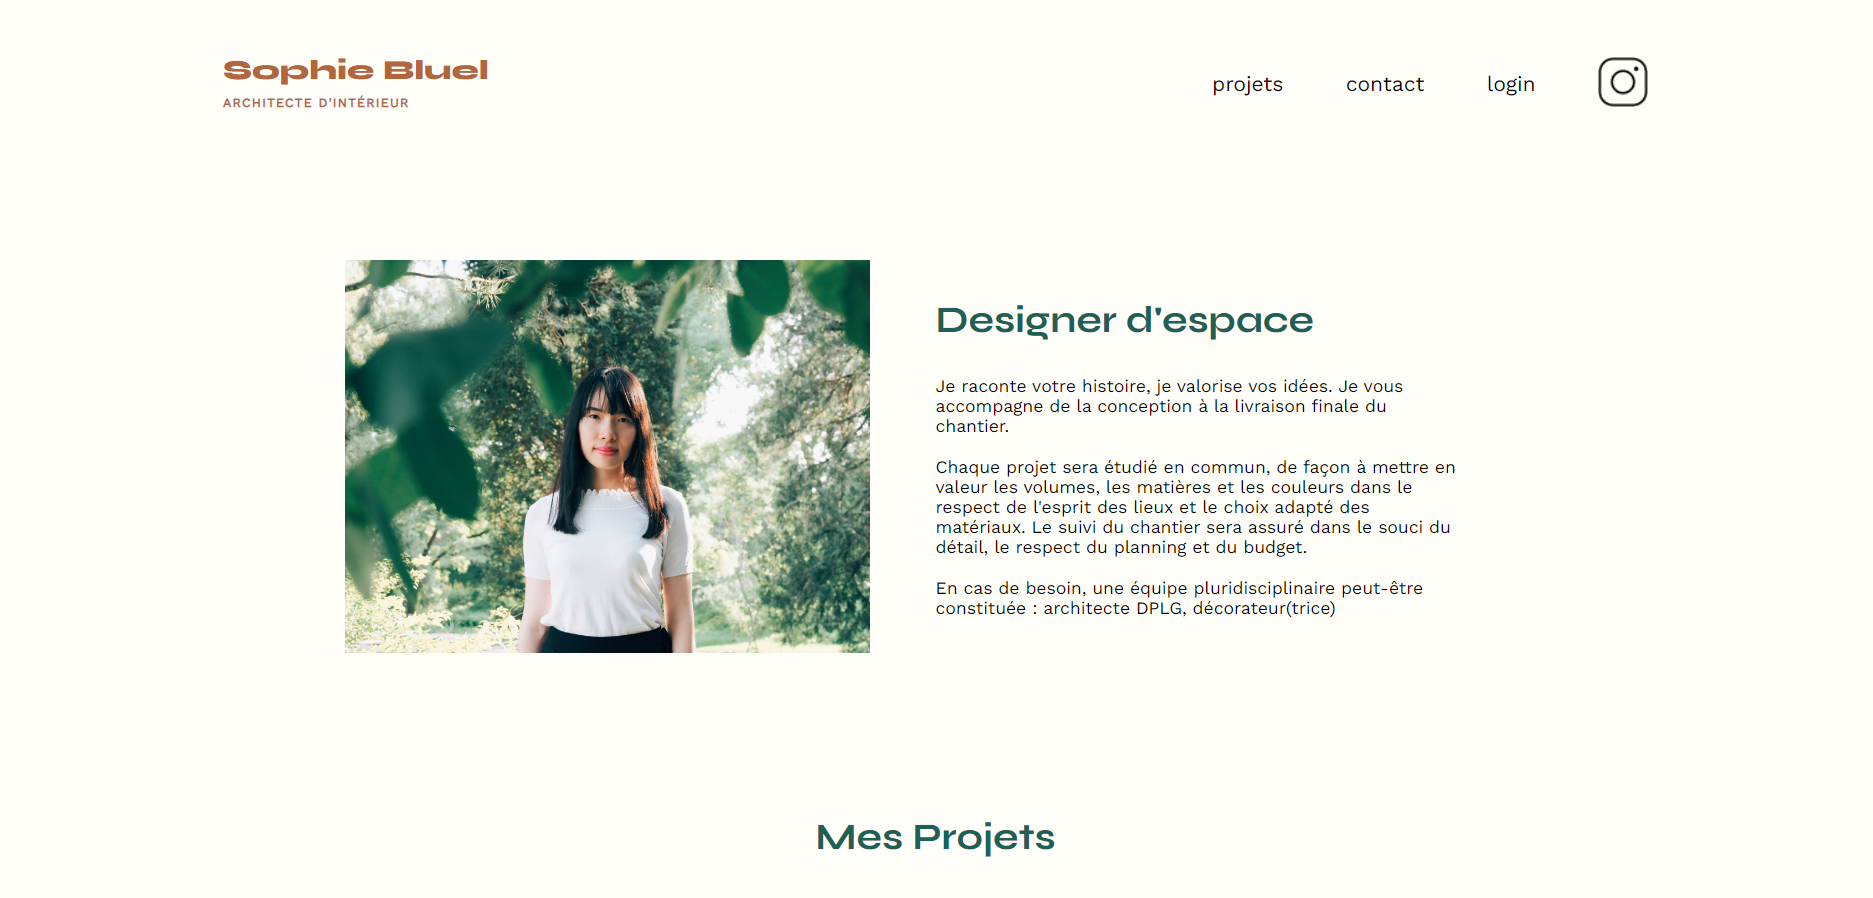 Sophie Bluel
ARCHITECTE D'INTÉRIEUR
projets
contact
login
Designer d'espace
Je raconte votre histoire, je valorise vos idées. Je vous
accompagne de la conception à la livraison finale du
chantier.
Chaque projet sera étudié en commun, de façon à mettre en
valeur les volumes, les matières et les couleurs dans le
respect de l'esprit des lieux et le choix adapté des
matériaux. Le suivi du chantier sera assuré dans le souci du
détail, le respect du planning et du budget.
En cas de besoin, une équipe pluridisciplinaire peut-être
constituée : architecte DPLG, décorateur(trice)
Mes Projets